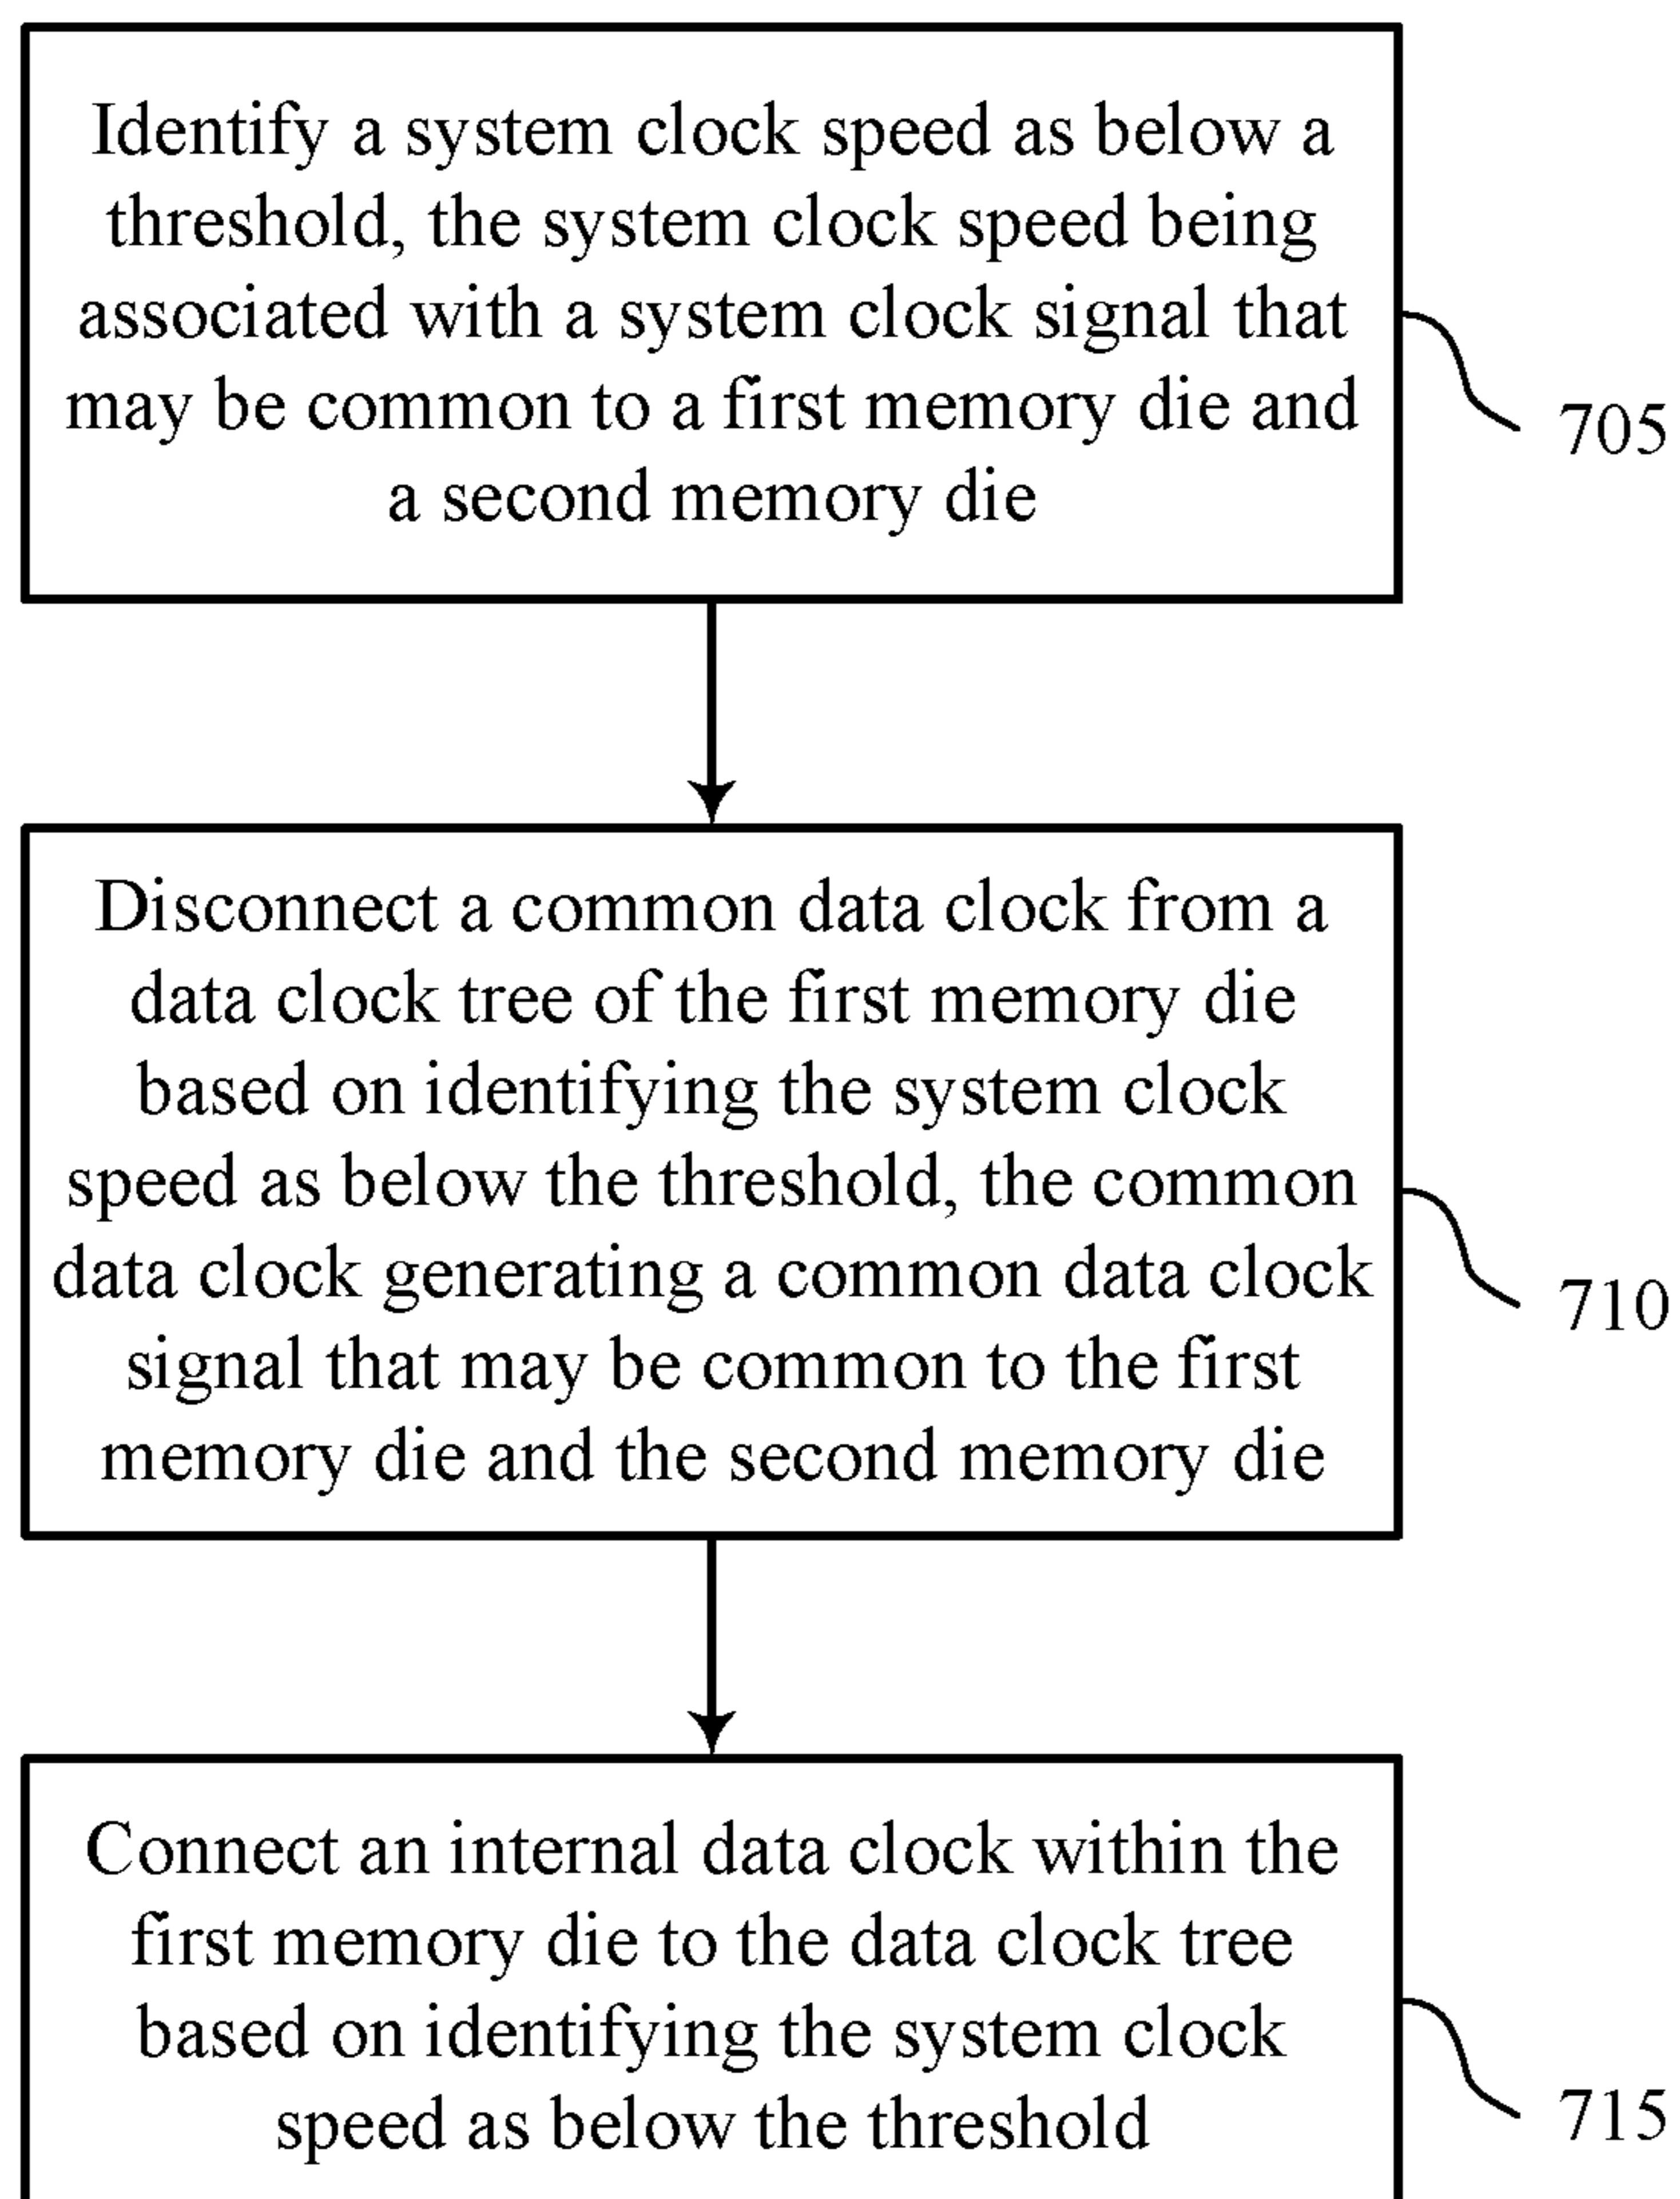 Identify a system clock speed as below a
threshold, the system clock speed being
associated with a system clock signal that
may be common to a first memory die and
a second memory die
705
Disconnect a common data clock from a
data clock tree of the first memory die
based on identifying the system clock
speed as below the threshold, the common
data clock generating a common data clock
signal that may be common to the first
memory die and the second memory die
710
Connect an internal data clock within the
first memory die to the data clock tree
based on identifying the system clock
speed as below the threshold
715